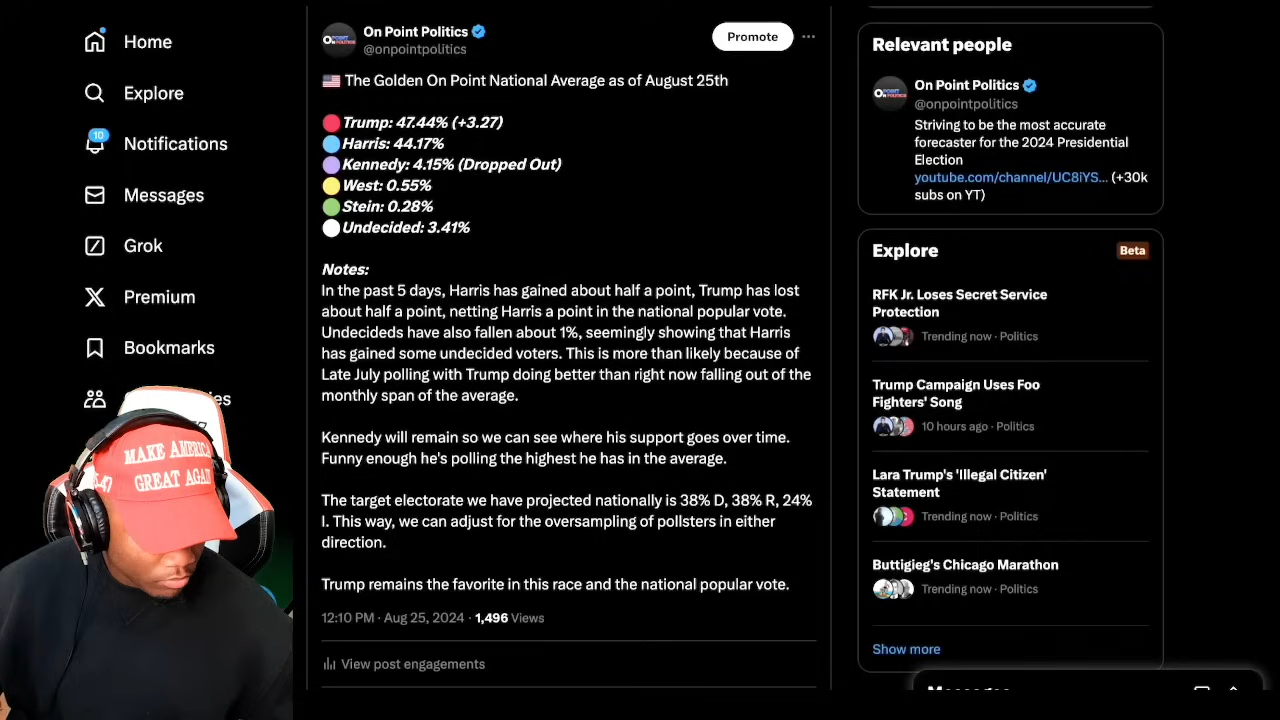 Home
Explore
10
Notifications
Messages
Grok
Premium
Bookmarks
MAKE AMERICA
GREAT AGAIN
On Point Politics
@onpointpolitics
Promote
🇺🇸 The Golden On Point National Average as of August 25th
🔴Trump: 47.44% (+3.27)
🔵Harris: 44.17%
🟣Kennedy: 4.15% (Dropped Out)
🟡West: 0.55%
🟢Stein: 0.28%
⚪Undecided: 3.41%
Notes:
In the past 5 days, Harris has gained about half a point, Trump has lost
about half a point, netting Harris a point in the national popular vote.
Undecideds have also fallen about 1%, seemingly showing that Harris
has gained some undecided voters. This is more than likely because of
Late July polling with Trump doing better than right now falling out of the
monthly span of the average.
Kennedy will remain so we can see where his support goes over time.
Funny enough he's polling the highest he has in the average.
The target electorate we have projected nationally is 38% D, 38% R, 24%
I. This way, we can adjust for the oversampling of pollsters in either
direction.
Trump remains the favorite in this race and the national popular vote.
12:10 PM · Aug 25, 2024 · 1,496 Views
View post engagements
Relevant people
On Point Politics
@onpointpolitics
Striving to be the most accurate
forecaster for the 2024 Presidential
Election
youtube.com/channel/UC8iYS... (+30k
subs on YT)
Explore
Beta
RFK Jr. Loses Secret Service
Protection
Trending now · Politics
Trump Campaign Uses Foo
Fighters' Song
10 hours ago · Politics
Lara Trump's 'Illegal Citizen'
Statement
Trending now · Politics
Buttigieg's Chicago Marathon
Trending now · Politics
Show more
Messages